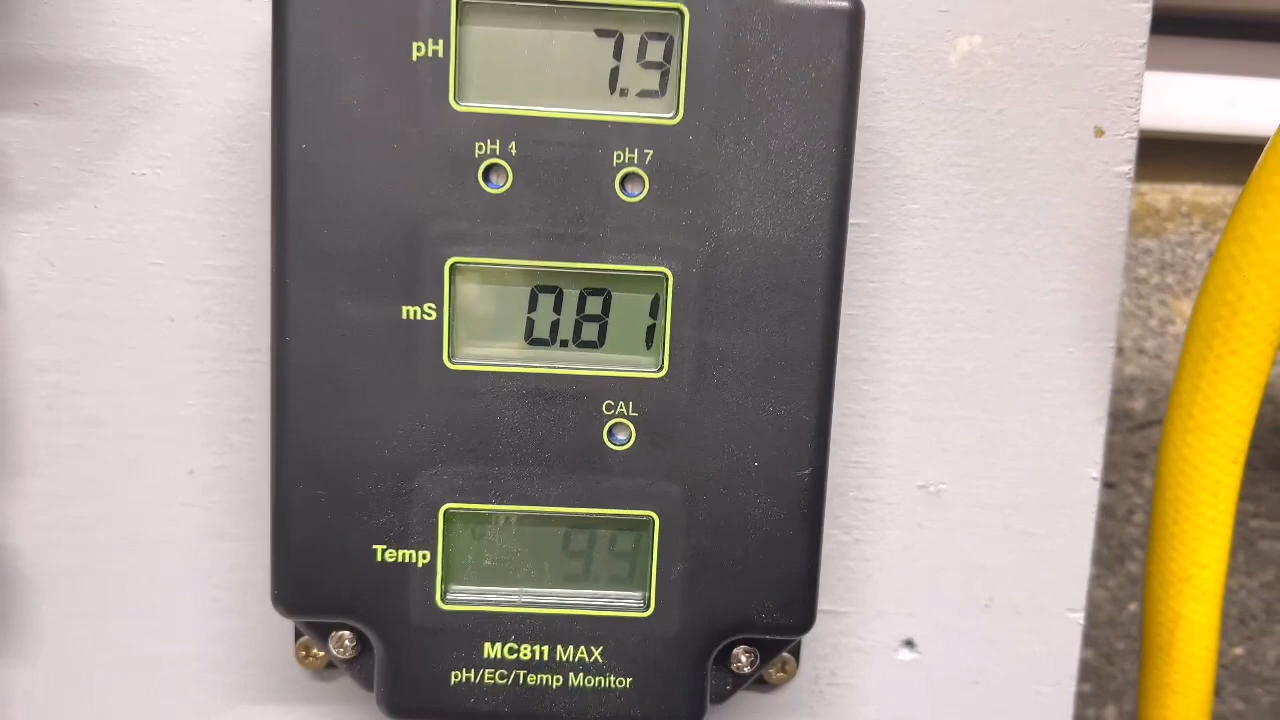 pH 7.9
pH 4 pH 7
mS 0.81
CAL
Temp
MC811 MAX
pH/EC/Temp Monitor